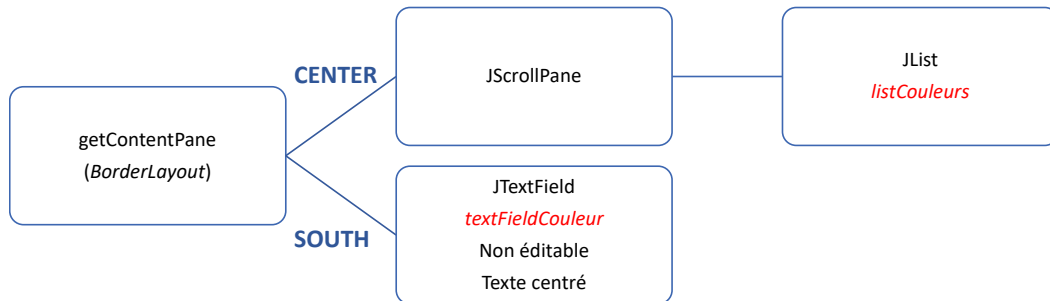 getContentPane
(BorderLayout)
CENTER
JScrollPane
JList
listCouleurs
SOUTH
JTextField
textFieldCouleur
Non éditable
Texte centré